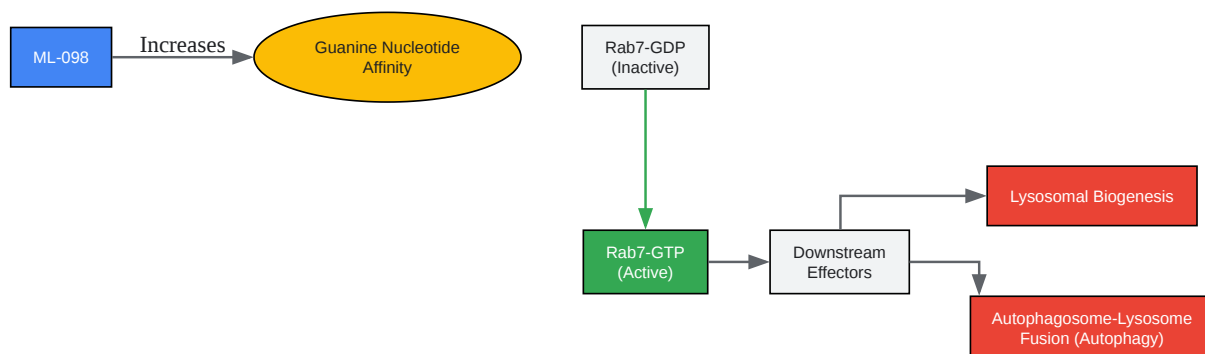 ML-098
Increases
Guanine Nucleotide
Affinity
Rab7-GDP
(Inactive)
Lysosomal Biogenesis
Rab7-GTP
(Active)
Downstream
Effectors
Autophagosome-Lysosome
Fusion (Autophagy)